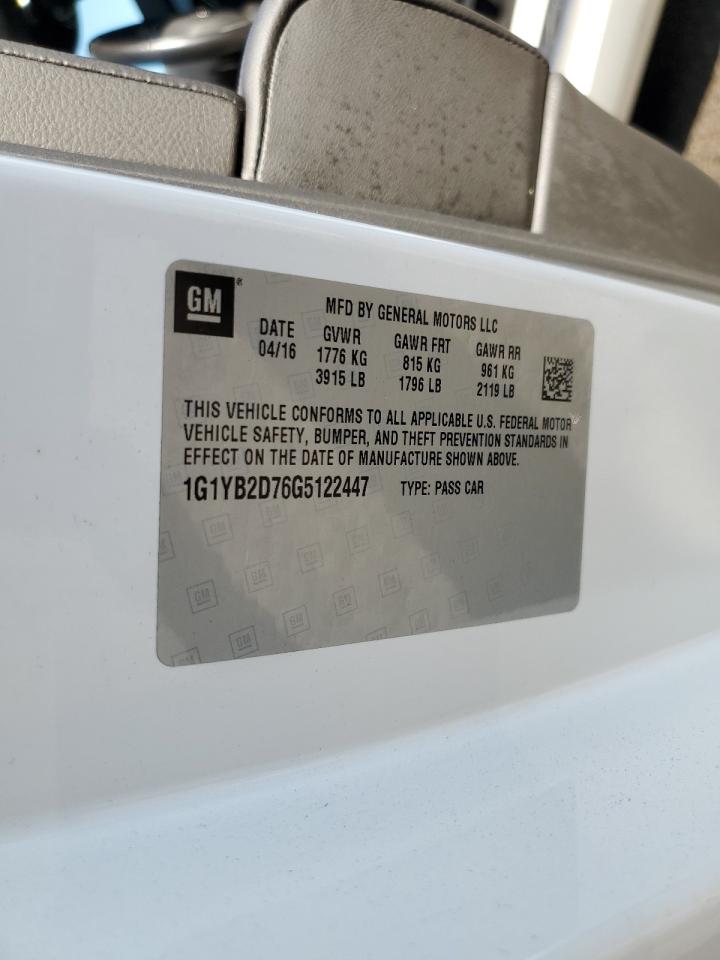 GM®
MFD BY GENERAL MOTORS LLC
DATE GVWR GAWR FRT GAWR RR
04/16 1776 KG 815 KG 961 KG
3915 LB 1796 LB 2119 LB
THIS VEHICLE CONFORMS TO ALL APPLICABLE U.S. FEDERAL MOTOR
VEHICLE SAFETY, BUMPER, AND THEFT PREVENTION STANDARDS IN
EFFECT ON THE DATE OF MANUFACTURE SHOWN ABOVE.
1G1YB2D76G5122447 TYPE: PASS CAR